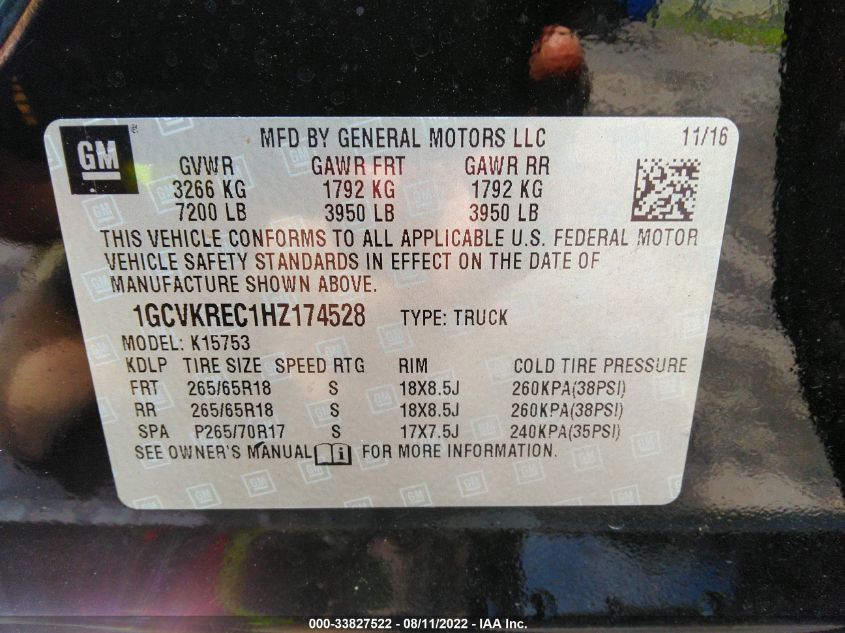 GM
MFD BY GENERAL MOTORS LLC 11/16
GVWR GAWR FRT GAWR RR
3266 KG 1792 KG 1792 KG
7200 LB 3950 LB 3950 LB
THIS VEHICLE CONFORMS TO ALL APPLICABLE U.S. FEDERAL MOTOR
VEHICLE SAFETY STANDARDS IN EFFECT ON THE DATE OF
MANUFACTURE SHOWN ABOVE.
1GCVKREC1HZ174528 TYPE: TRUCK
MODEL: K15753
KDLP TIRE SIZE SPEED RTG RIM COLD TIRE PRESSURE
FRT 265/65R18 S 18X8.5J 260KPA(38PSI)
RR 265/65R18 S 18X8.5J 260KPA(38PSI)
SPA P265/70R17 S 17X7.5J 240KPA(35PSI)
SEE OWNER'S MANUAL i FOR MORE INFORMATION.
000-33827522 - 08/11/2022 - IAA Inc.